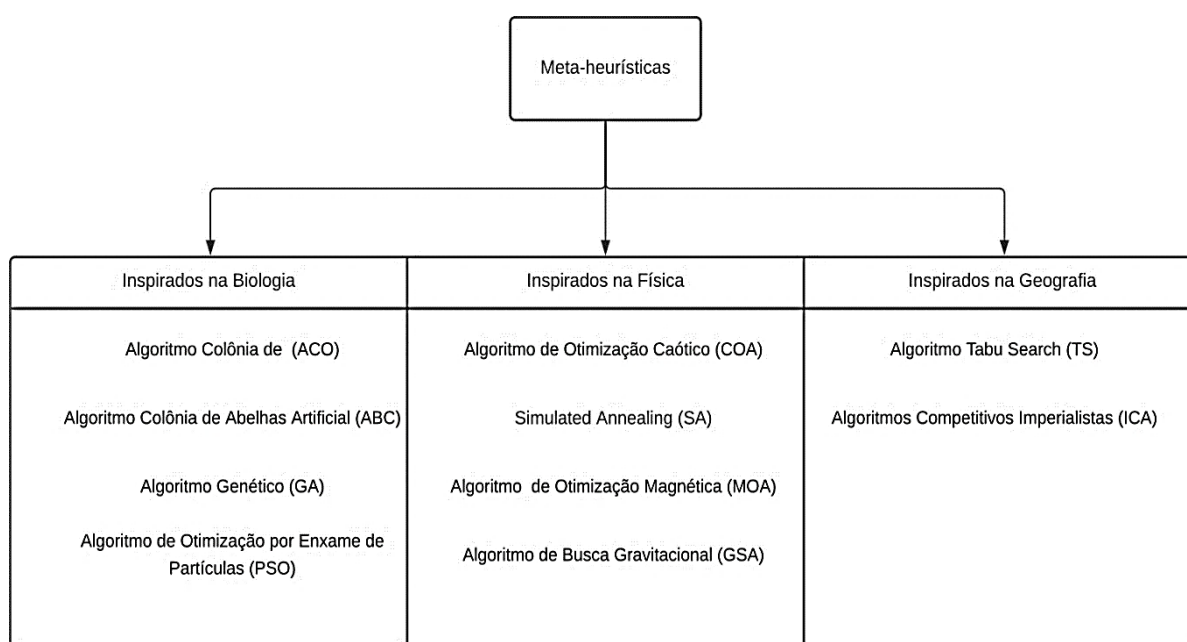 Meta-heurísticas
Inspirados na Biologia
Algoritmo Colônia de (ACO)
Algoritmo Colônia de Abelhas Artificial (ABC)
Algoritmo Genético (GA)
Algoritmo de Otimização por Enxame de
Partículas (PSO)
Inspirados na Física
Algoritmo de Otimização Caótico (COA)
Simulated Annealing (SA)
Algoritmo de Otimização Magnética (MOA)
Algoritmo de Busca Gravitacional (GSA)
Inspirados na Geografia
Algoritmo Tabu Search (TS)
Algoritmos Competitivos Imperialistas (ICA)